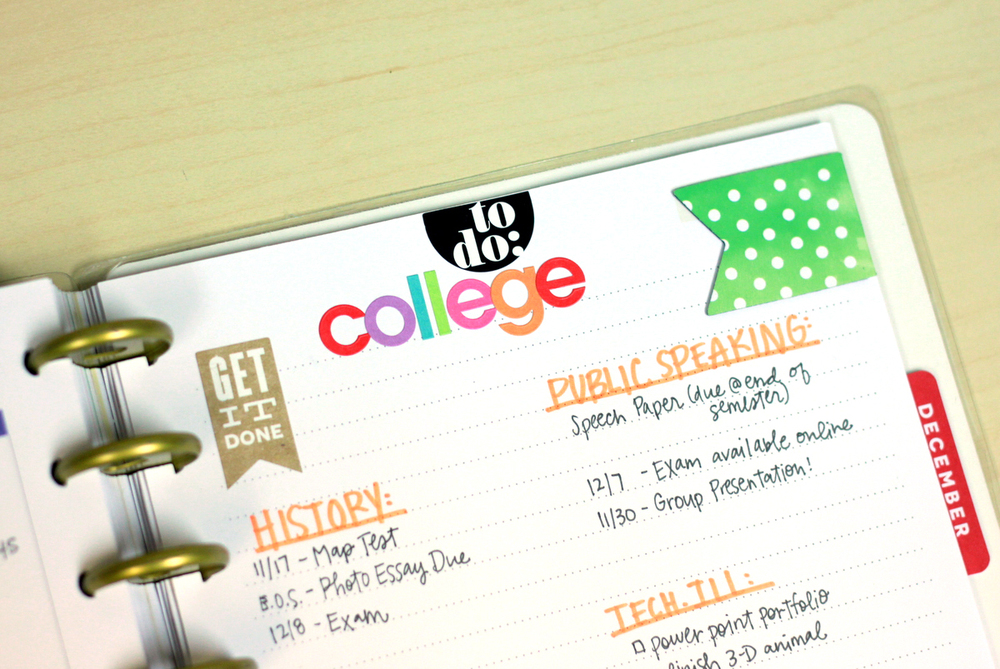 to
do:
college
GET
IT
DONE
PUBLIC SPEAKING:
Speech Paper (due @ end of
semester)
12/7 - Exam available online
11/30 - Group Presentation!
HISTORY:
11/17 - Map Test
E.O.S. - Photo Essay Due
12/8 - Exam
TECH. ILL:
power point portfolio
finish 3-D animal
DECEMBER